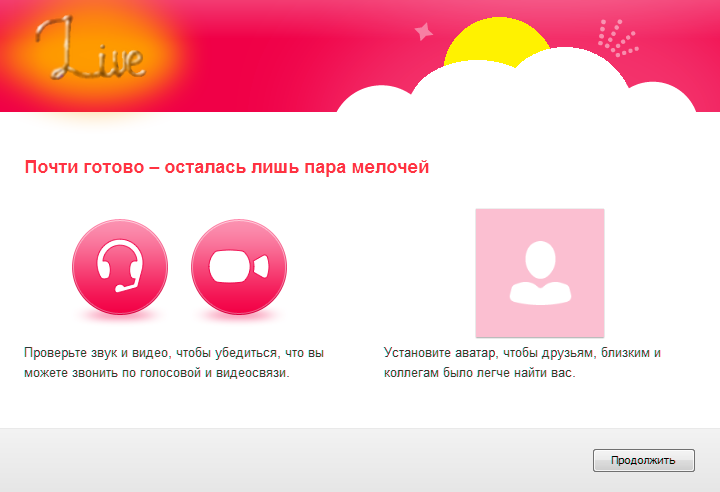 Live
Почти готово – осталась лишь пара мелочей
Проверьте звук и видео, чтобы убедиться, что вы
можете звонить по голосовой и видеосвязи.
Установите аватар, чтобы друзьям, близким и
коллегам было легче найти вас.
Продолжить